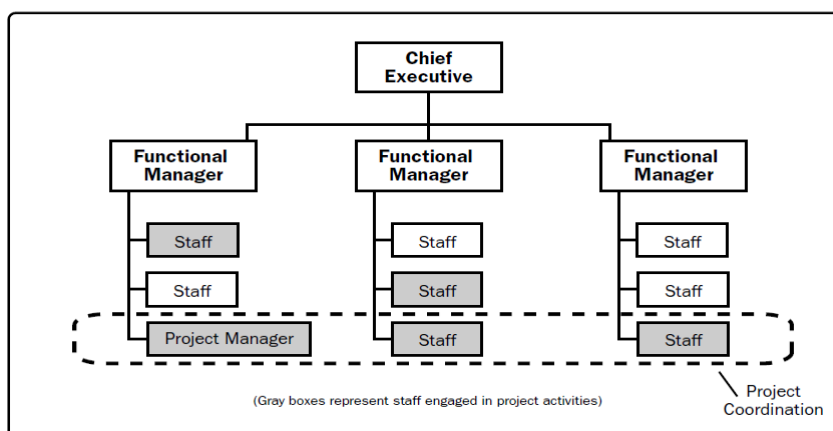 Chief
Executive
Functional
Manager
Functional
Manager
Functional
Manager
Staff
Staff
Staff
Staff
Staff
Staff
Project Manager
Staff
Staff
(Gray boxes represent staff engaged in project activities)
Project
Coordination